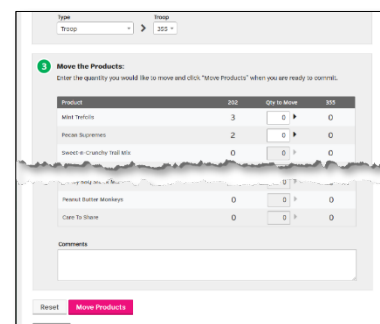 Type Troop
Troop 355
3 Move the Products:
Enter the quantity you would like to move and click "Move Products" when you are ready to commit.
Product 202 Qty to Move 355
Mint Trefoils 3 0 0
Pecan Supremes 2 0 0
Sweet-n-Crunchy Trail Mix 0 0 0
0
Peanut Butter Monkeys 0 0 0
Care To Share 0 0 0
Comments
Reset Move Products